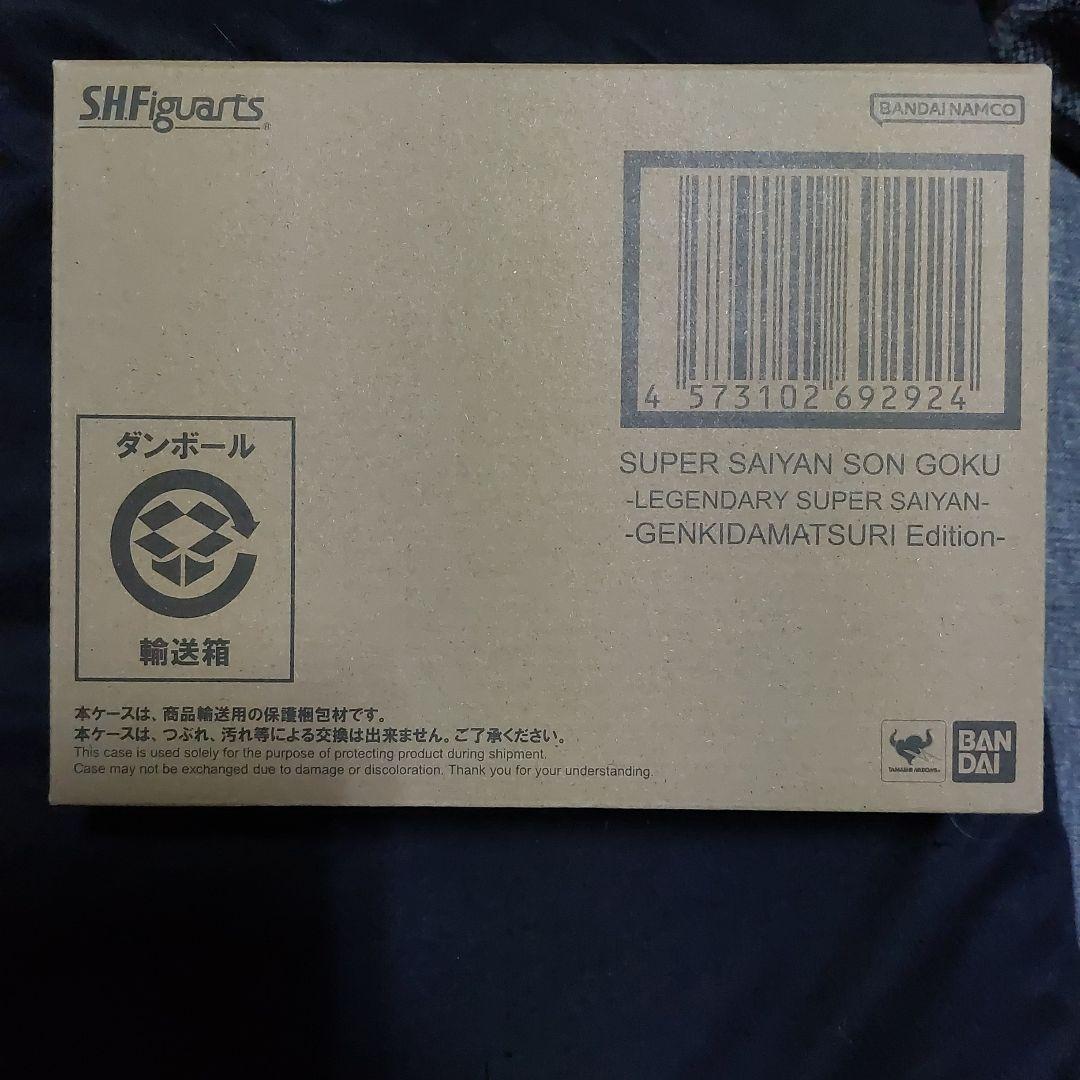 S.H.Figuarts
BANDAI NAMCO
4 573102 692924
SUPER SAIYAN SON GOKU
-LEGENDARY SUPER SAIYAN-
-GENKIDAMATSURI Edition-
ダンボール
輸送箱
本ケースは、商品輸送用の保護梱包材です。
本ケースは、つぶれ、汚れ等による交換は出来ません。ご了承ください。
This case is used solely for the purpose of protecting product during shipment.
Case may not be exchanged due to damage or discoloration. Thank you for your understanding.
TAMASHII NATIONS
BAN
DAI